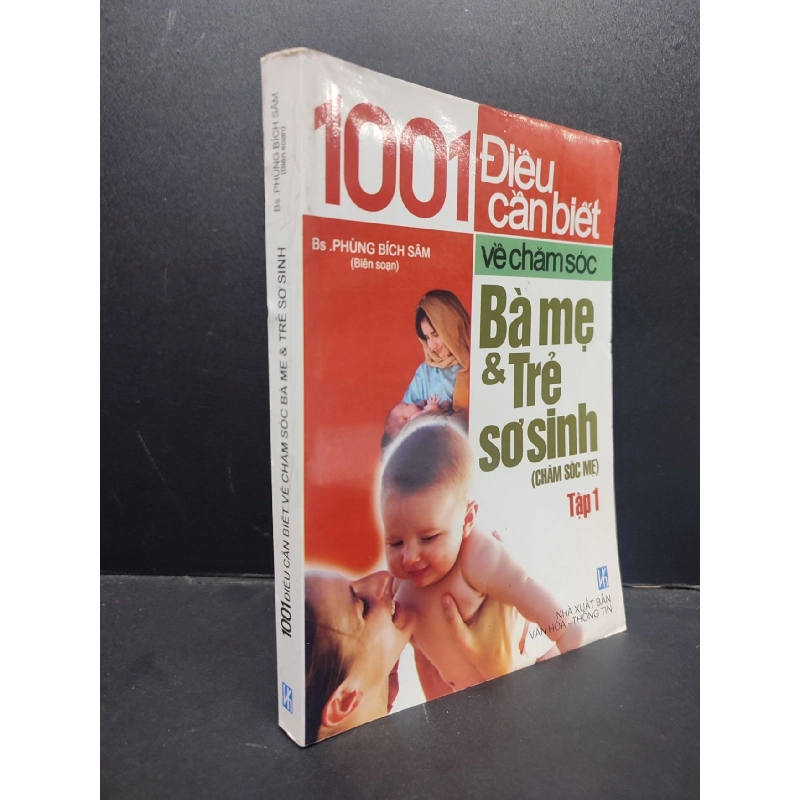 Bs .PHÙNG BÍCH SÂM
(Biên soạn)
1001 ĐIỀU CẦN BIẾT VỀ CHĂM SÓC BÀ MẸ & TRẺ SƠ SINH
1001
Điều
cần biết
về chăm sóc
Bs .PHÙNG BÍCH SÂM
(Biên soạn)
Bà mẹ
& Trẻ
sơ sinh
(CHĂM SÓC MẸ)
Tập 1
NHÀ XUẤT BẢN
VĂN HÓA - THÔNG TIN